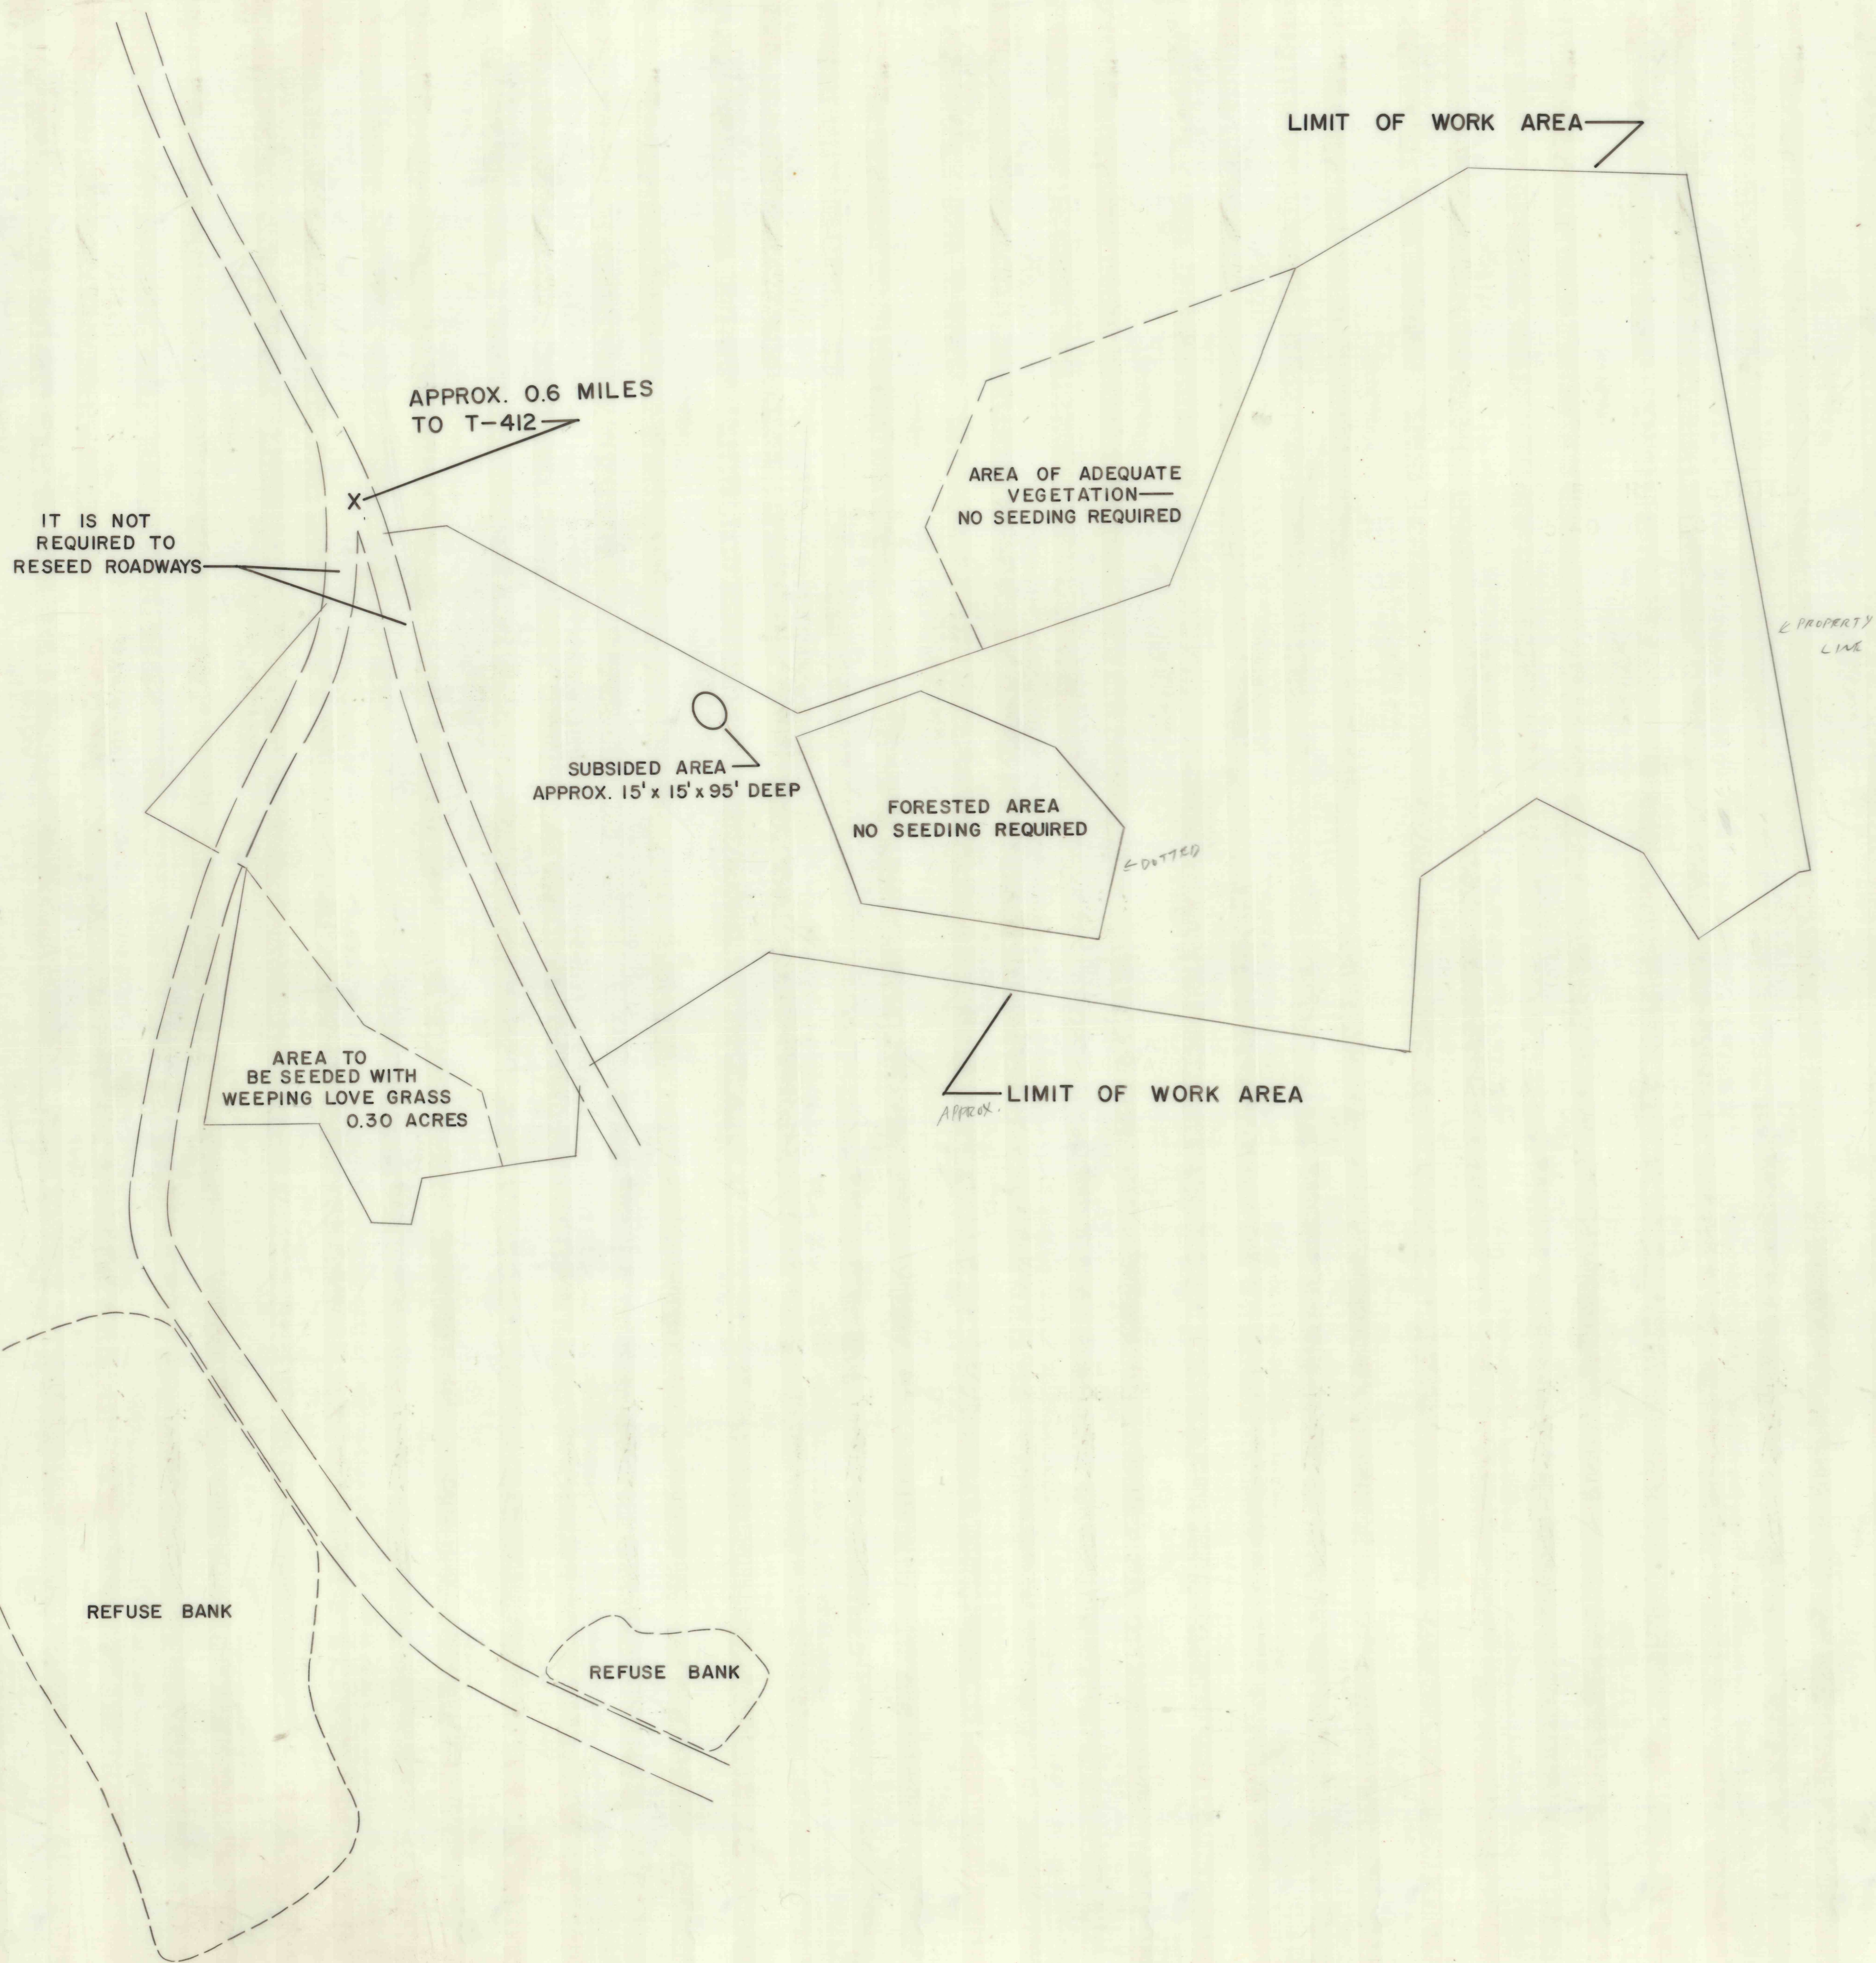 LIMIT OF WORK AREA
APPROX. 0.6 MILES
TO T-412
AREA OF ADEQUATE
VEGETATION—
NO SEEDING REQUIRED
IT IS NOT
REQUIRED TO
RESEED ROADWAYS
← PROPERTY
LINE
SUBSIDED AREA
APPROX. 15' x 15' x 95' DEEP
FORESTED AREA
NO SEEDING REQUIRED
← DOTTED
AREA TO
BE SEEDED WITH
WEEPING LOVE GRASS
0.30 ACRES
LIMIT OF WORK AREA
APPROX.
REFUSE BANK
REFUSE BANK
X